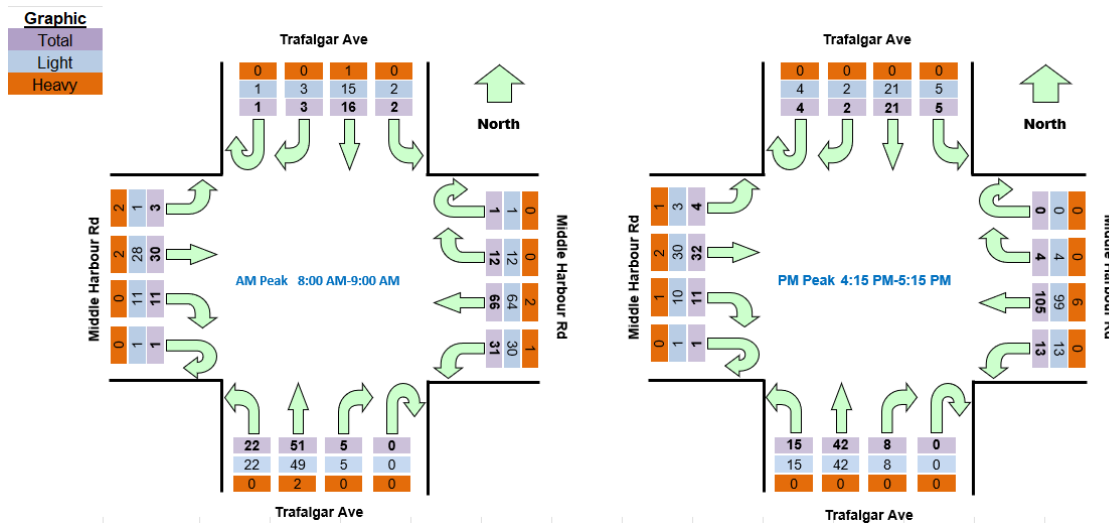 Graphic
Total
Light
Heavy
Trafalgar Ave
0 0 1 0
1 3 15 2
1 3 16 2
North
Middle Harbour Rd
2 1 3
2 28 30
0 11 11
0 1 1
AM Peak 8:00 AM-9:00 AM
1 1 0
12 12 0
66 64 2
31 30 1
Middle Harbour Rd
22 51 5 0
22 49 5 0
0 2 0 0
Trafalgar Ave
Trafalgar Ave
0 0 0 0
4 2 21 5
4 2 21 5
North
Middle Harbour Rd
1 3 4
2 30 32
1 10 11
0 1 1
PM Peak 4:15 PM-5:15 PM
0 0 0
4 4 0
105 99 6
13 13 0
Middle Harbour Rd
15 42 8 0
15 42 8 0
0 0 0 0
Trafalgar Ave